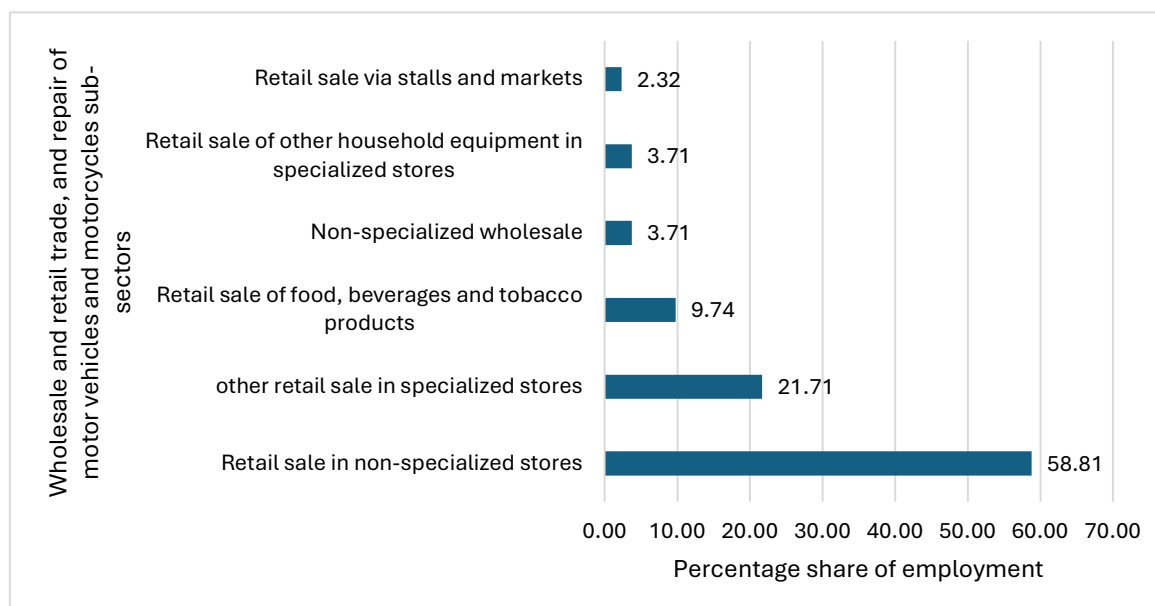 Wholesale and retail trade, and repair of
motor vehicles and motorcycles sub-
sectors
Retail sale via stalls and markets
2.32
Retail sale of other household equipment in
specialized stores
3.71
Non-specialized wholesale
3.71
Retail sale of food, beverages and tobacco
products
9.74
other retail sale in specialized stores
21.71
Retail sale in non-specialized stores
58.81
0.00 10.00 20.00 30.00 40.00 50.00 60.00 70.00
Percentage share of employment